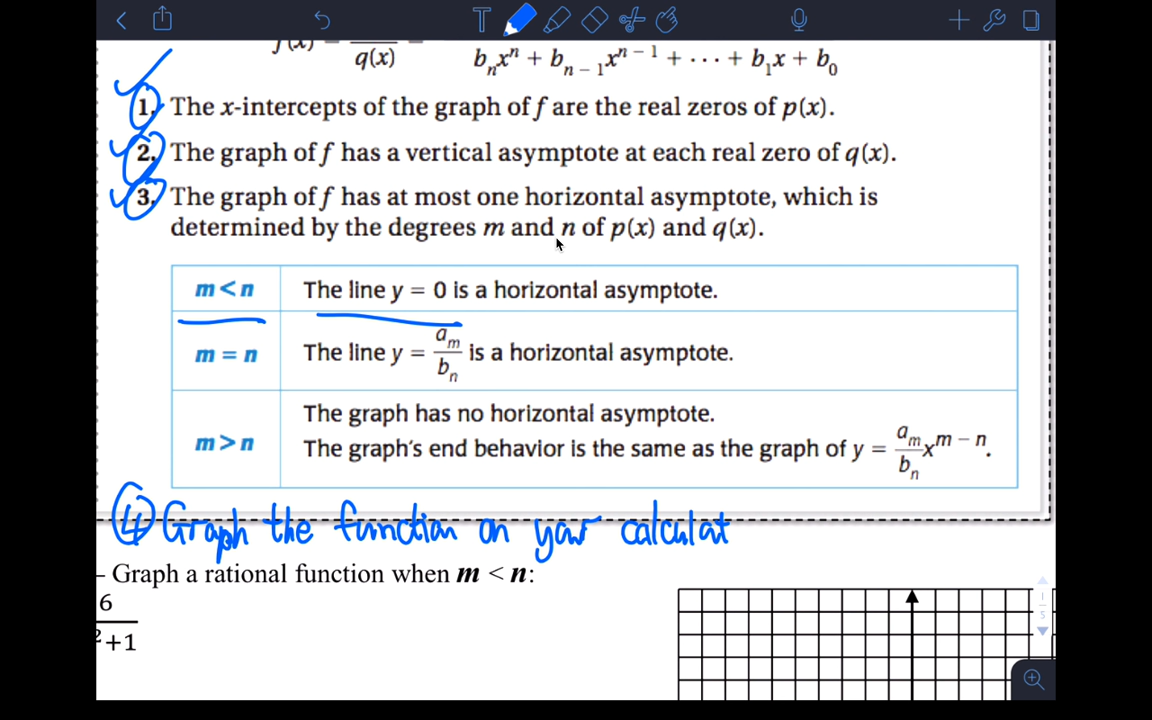 f(x) = q(x) = bₙxⁿ + bₙ₋₁xⁿ⁻¹ + ⋯ + b₁x + b₀
1. The x-intercepts of the graph of f are the real zeros of p(x).
2. The graph of f has a vertical asymptote at each real zero of q(x).
3. The graph of f has at most one horizontal asymptote, which is
determined by the degrees m and n of p(x) and q(x).
m < n The line y = 0 is a horizontal asymptote.
m = n The line y = aₘ/bₙ is a horizontal asymptote.
The graph has no horizontal asymptote.
m > n The graph's end behavior is the same as the graph of y = aₘ/bₙ xᵐ⁻ⁿ.
④ Graph the function on your calculat
– Graph a rational function when m < n:
6
²+1
1
5